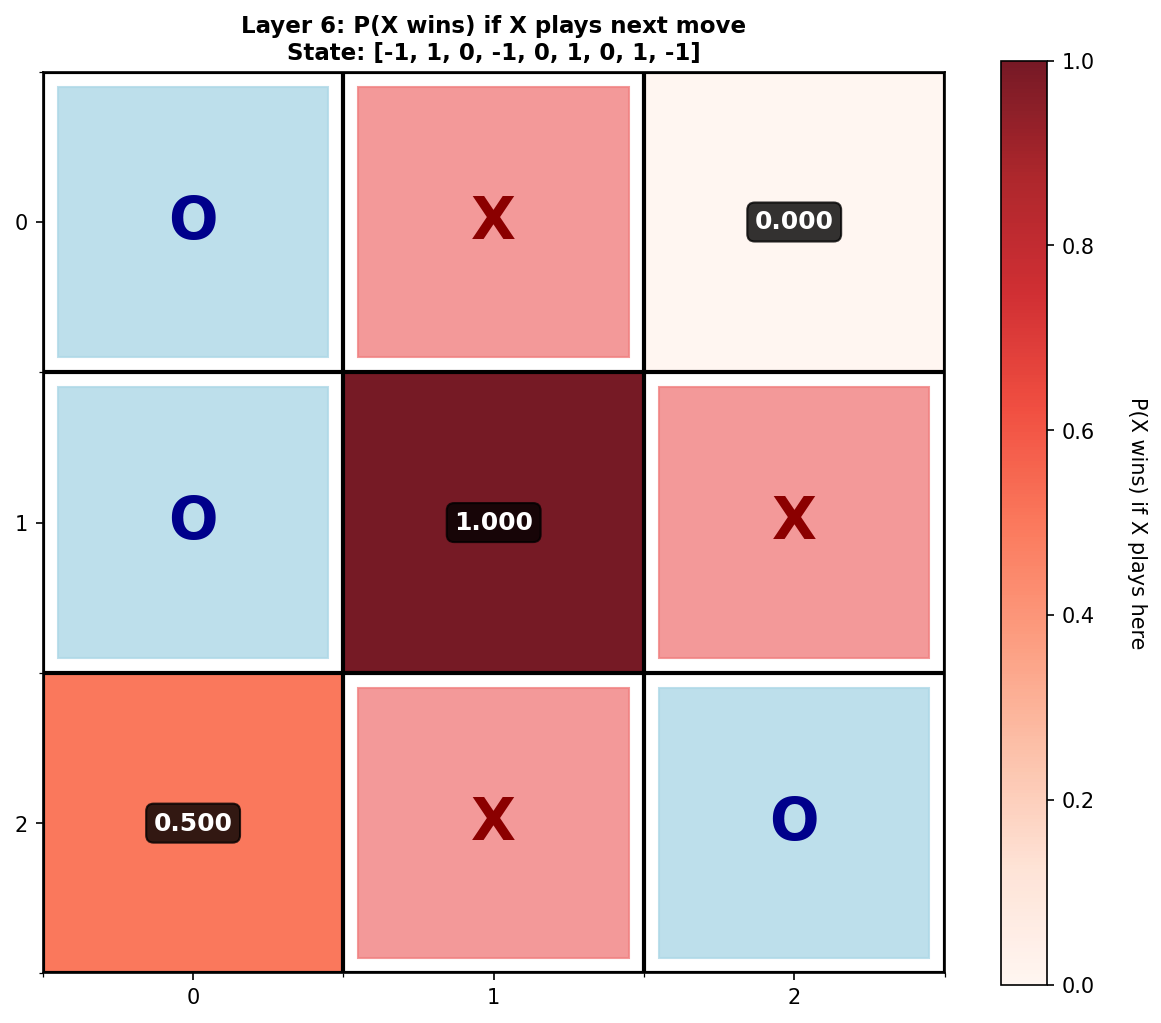 Layer 6: P(X wins) if X plays next move
State: [-1, 1, 0, -1, 0, 1, 0, 1, -1]
0
O
X
0.000
1
O
1.000
X
2
0.500
X
O
0
1
2
1.0
0.8
0.6
0.4
0.2
0.0
P(X wins) if X plays here